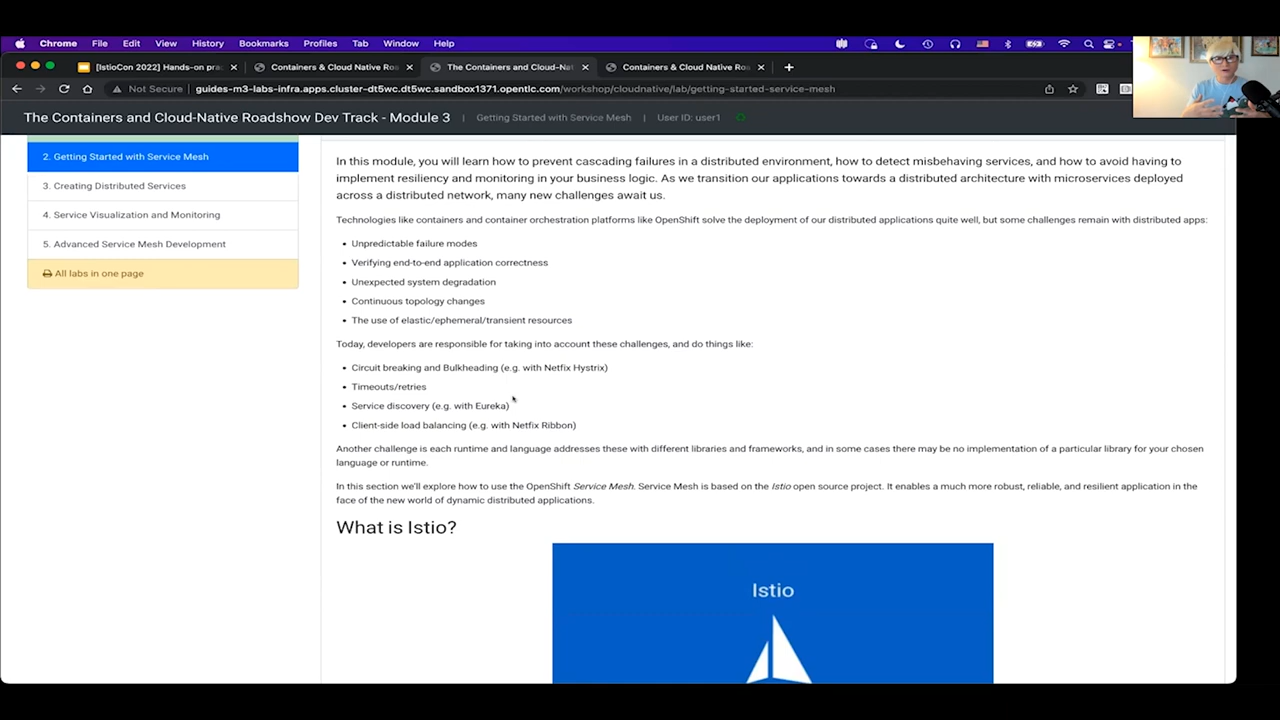 Chrome File Edit View History Bookmarks Profiles Tab Window Help
[IstioCon 2022] Hands-on pra
Containers & Cloud Native Ro
The Containers and Cloud-Nat
Containers & Cloud Native Ro
Not Secure guides-m3-labs-infra.apps.cluster-dt5wc.dt5wc.sandbox1371.opentlc.com/workshop/cloudnative/lab/getting-started-service-mesh
The Containers and Cloud-Native Roadshow Dev Track - Module 3 | Getting Started with Service Mesh | User ID: user1
2. Getting Started with Service Mesh
3. Creating Distributed Services
4. Service Visualization and Monitoring
5. Advanced Service Mesh Development
All labs in one page
In this module, you will learn how to prevent cascading failures in a distributed environment, how to detect misbehaving services, and how to avoid having to
implement resiliency and monitoring in your business logic. As we transition our applications towards a distributed architecture with microservices deployed
across a distributed network, many new challenges await us.
Technologies like containers and container orchestration platforms like OpenShift solve the deployment of our distributed applications quite well, but some challenges remain with distributed apps:
• Unpredictable failure modes
• Verifying end-to-end application correctness
• Unexpected system degradation
• Continuous topology changes
• The use of elastic/ephemeral/transient resources
Today, developers are responsible for taking into account these challenges, and do things like:
• Circuit breaking and Bulkheading (e.g. with Netfix Hystrix)
• Timeouts/retries
• Service discovery (e.g. with Eureka)
• Client-side load balancing (e.g. with Netfix Ribbon)
Another challenge is each runtime and language addresses these with different libraries and frameworks, and in some cases there may be no implementation of a particular library for your chosen
language or runtime.
In this section we'll explore how to use the OpenShift Service Mesh. Service Mesh is based on the Istio open source project. It enables a much more robust, reliable, and resilient application in the
face of the new world of dynamic distributed applications.
What is Istio?
Istio